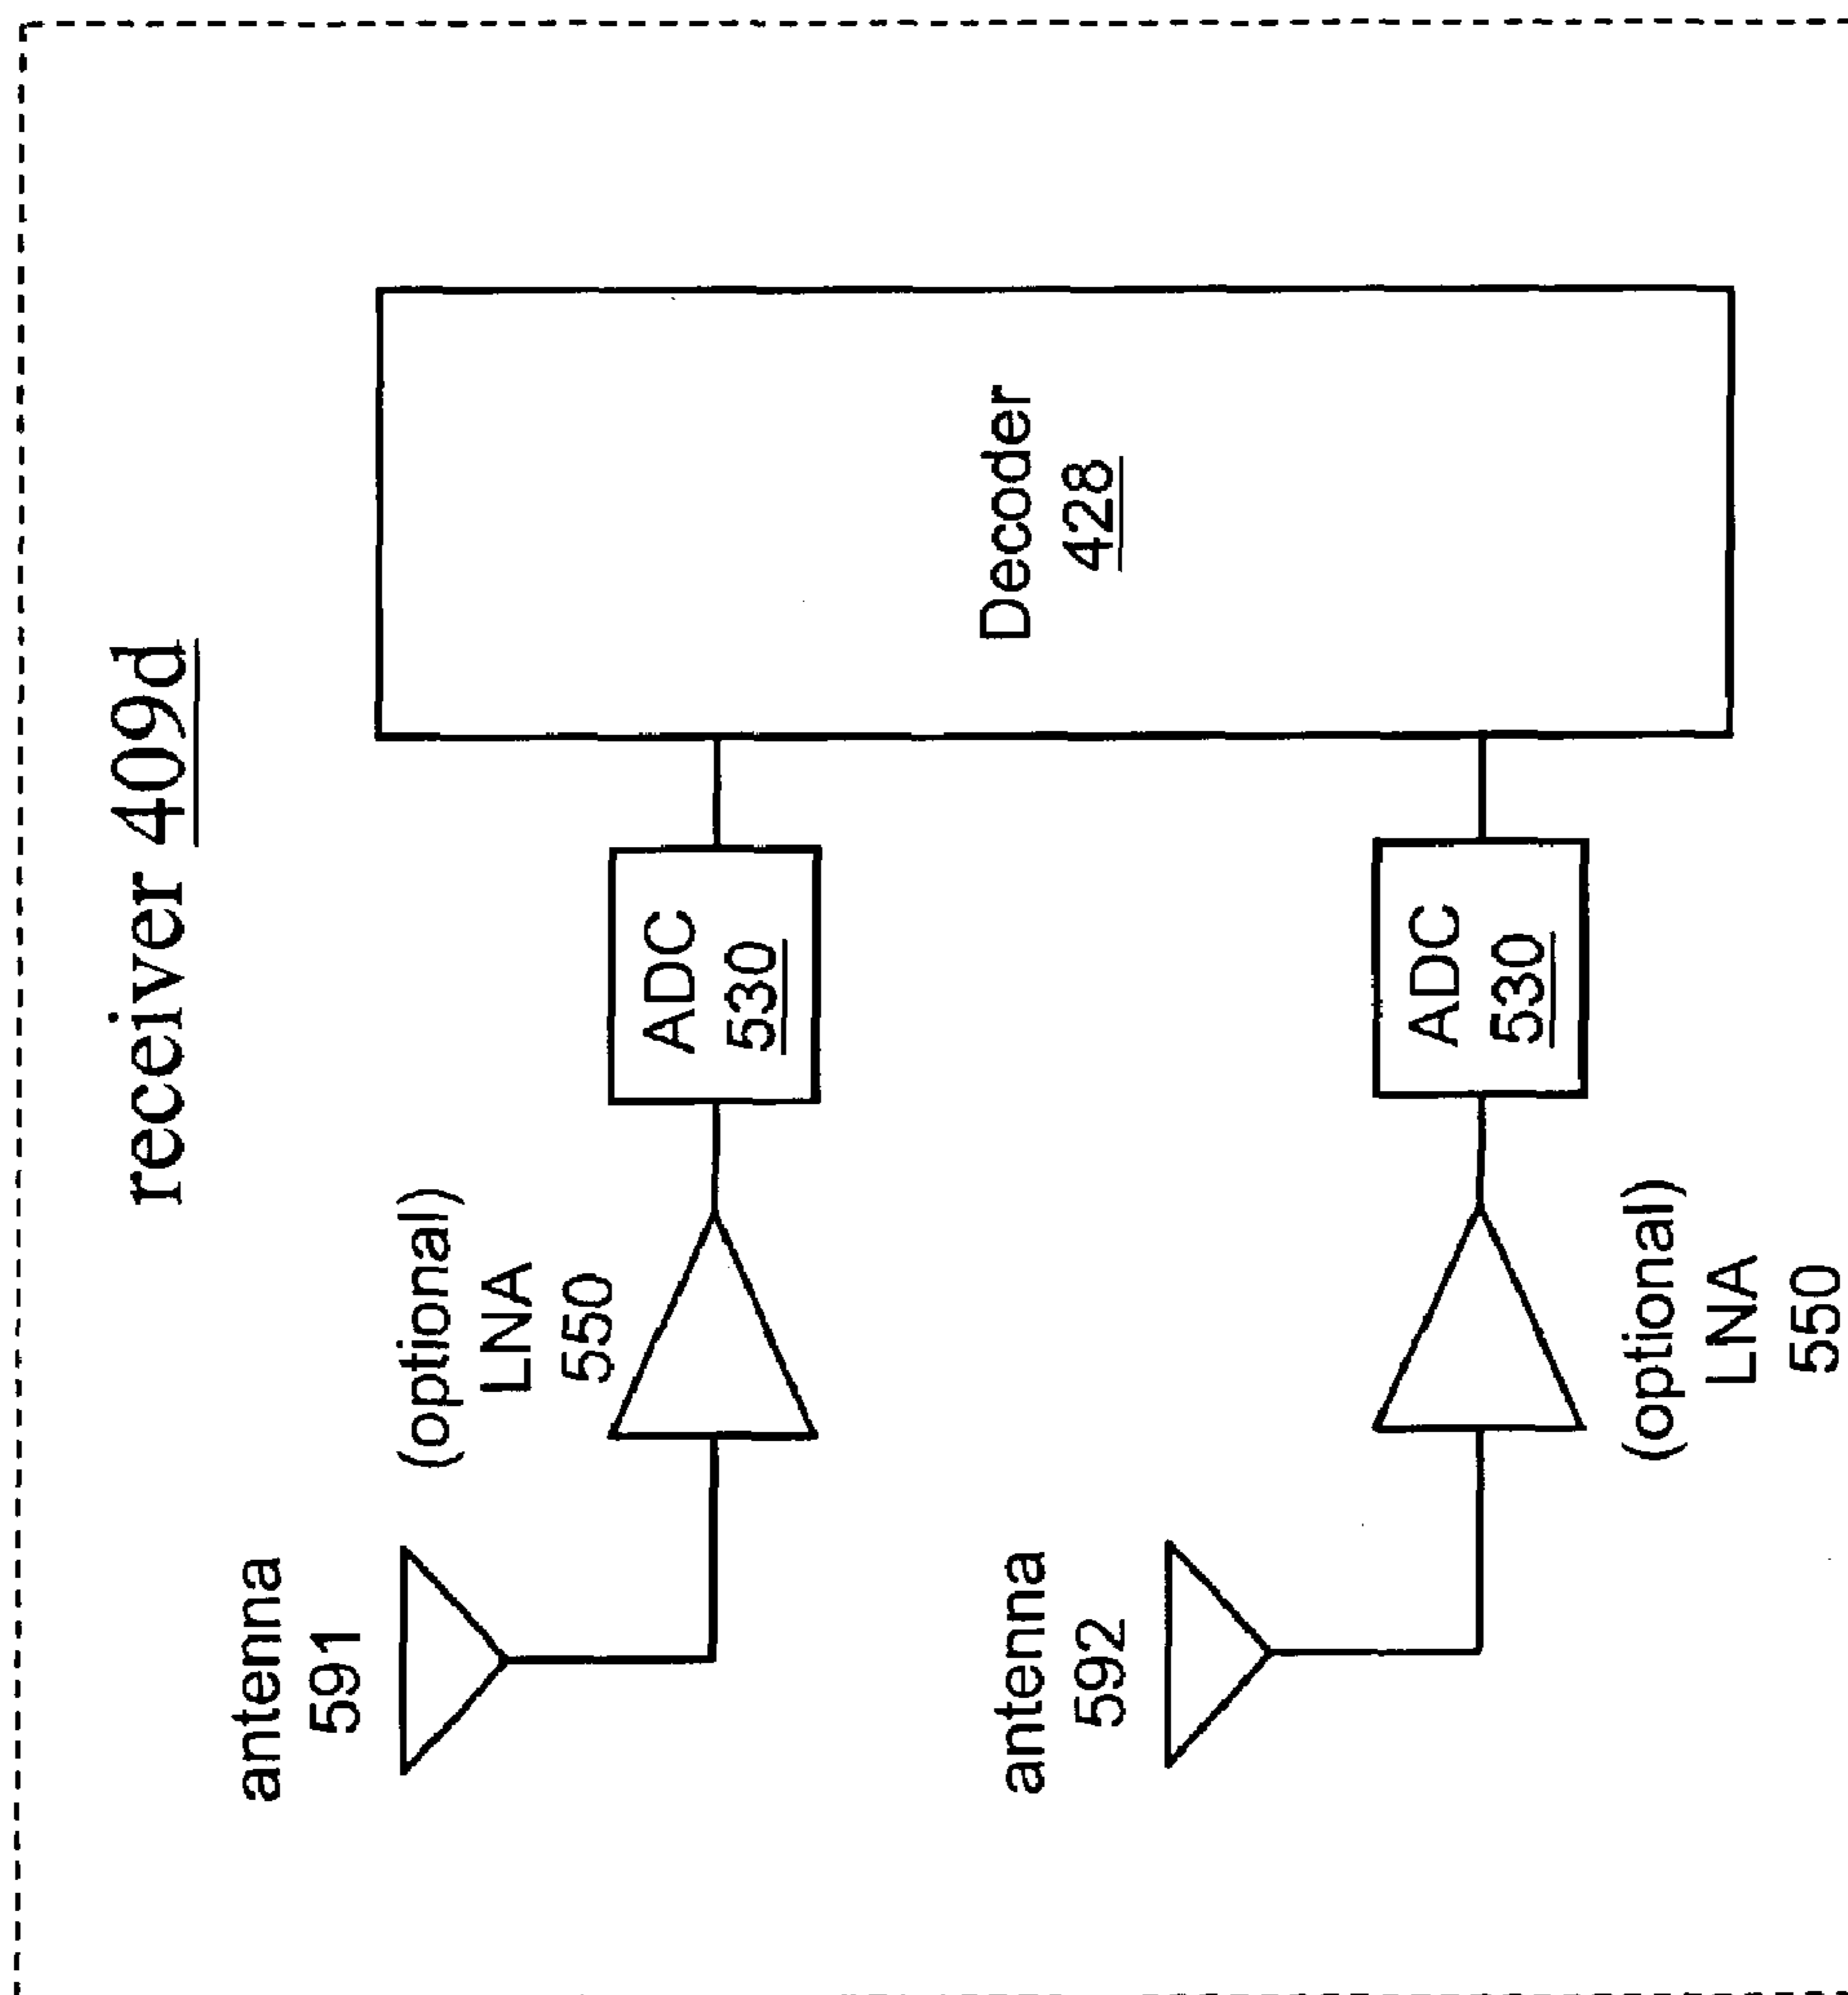 receiver 409d
antenna
591
(optional)
LNA
550
ADC
530
Decoder
428
antenna
592
ADC
530
(optional)
LNA
550